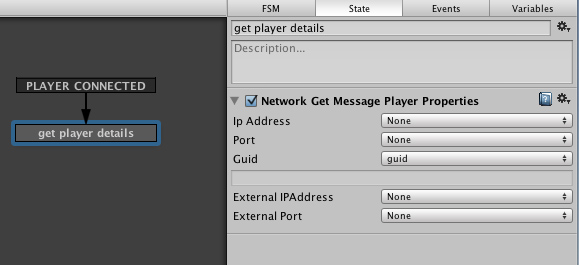 FSM State Events Variables
get player details
Description...
PLAYER CONNECTED
get player details
Network Get Message Player Properties
Ip Address None
Port None
Guid guid
External IPAddress None
External Port None